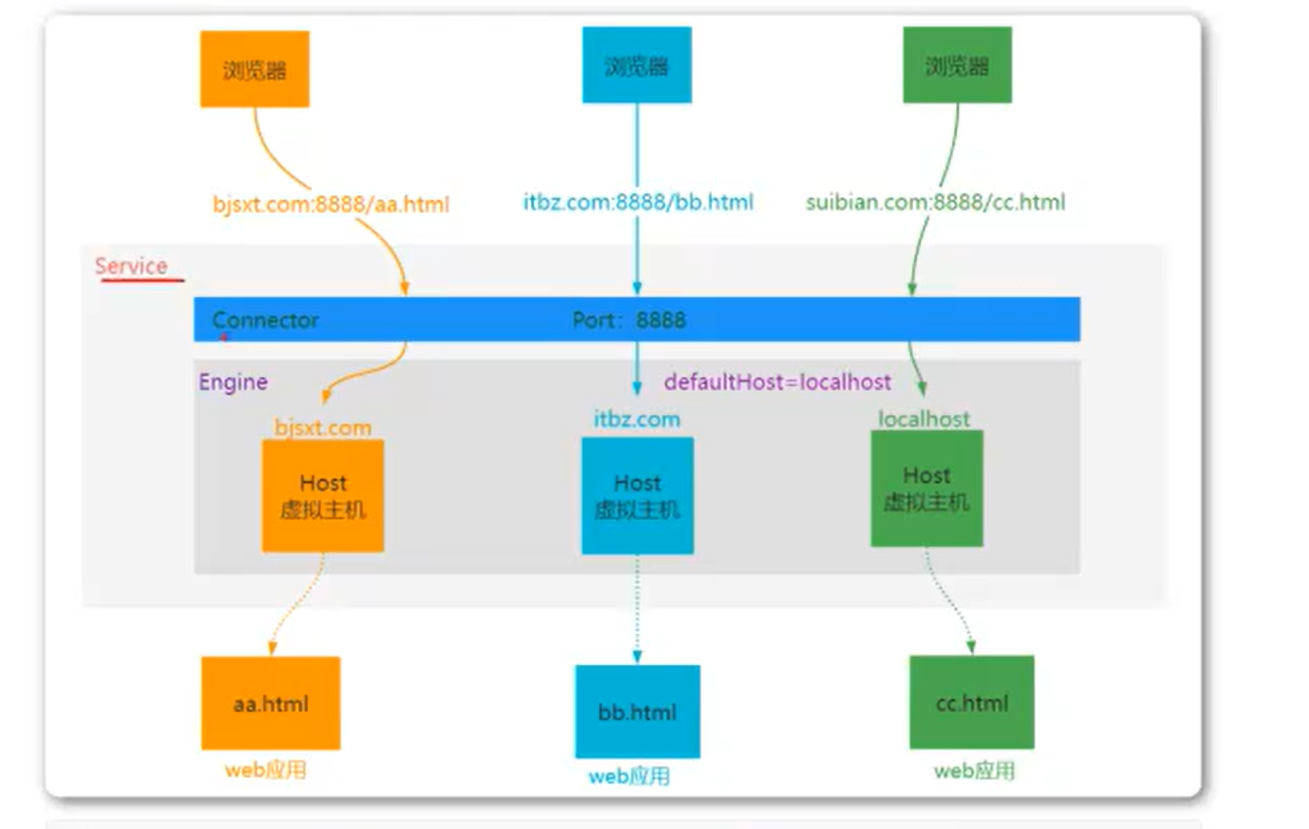 浏览器
浏览器
浏览器
bjsxt.com:8888/aa.html
itbz.com:8888/bb.html
suibian.com:8888/cc.html
Service
Connector
Port: 8888
Engine
defaultHost=localhost
bjsxt.com
itbz.com
localhost
Host
虚拟主机
Host
虚拟主机
Host
虚拟主机
aa.html
bb.html
cc.html
web应用
web应用
web应用